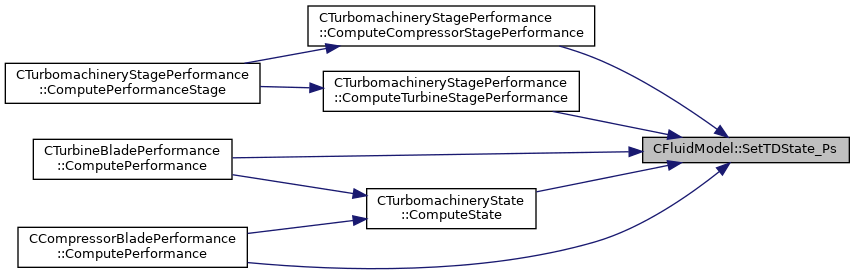 CTurbomachineryStagePerformance
::ComputeCompressorStagePerformance
CTurbomachineryStagePerformance
::ComputePerformanceStage
CTurbomachineryStagePerformance
::ComputeTurbineStagePerformance
CTurbineBladePerformance
::ComputePerformance
CFluidModel::SetTDState_Ps
CTurbomachineryState
::ComputeState
CCompressorBladePerformance
::ComputePerformance